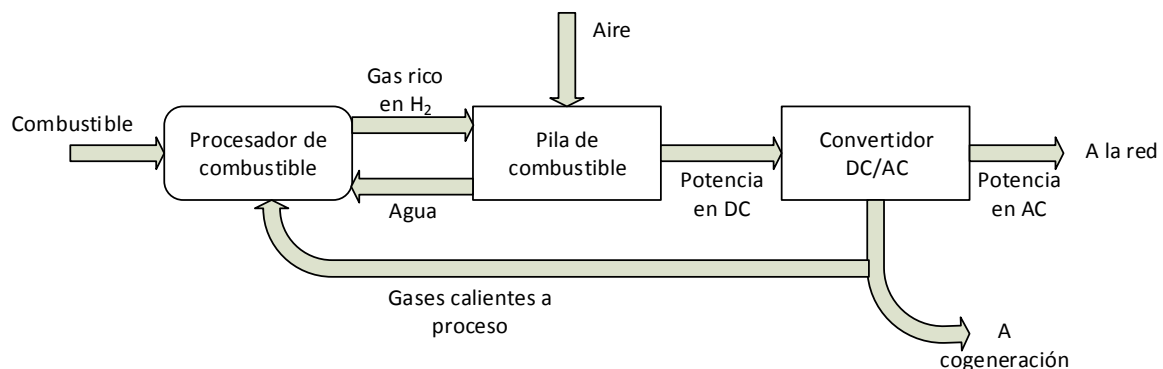 Aire
Gas rico
en H₂
Combustible
Procesador de
combustible
Pila de
combustible
Convertidor
DC/AC
A la red
Agua
Potencia
en DC
Potencia
en AC
Gases calientes a
proceso
A
cogeneración